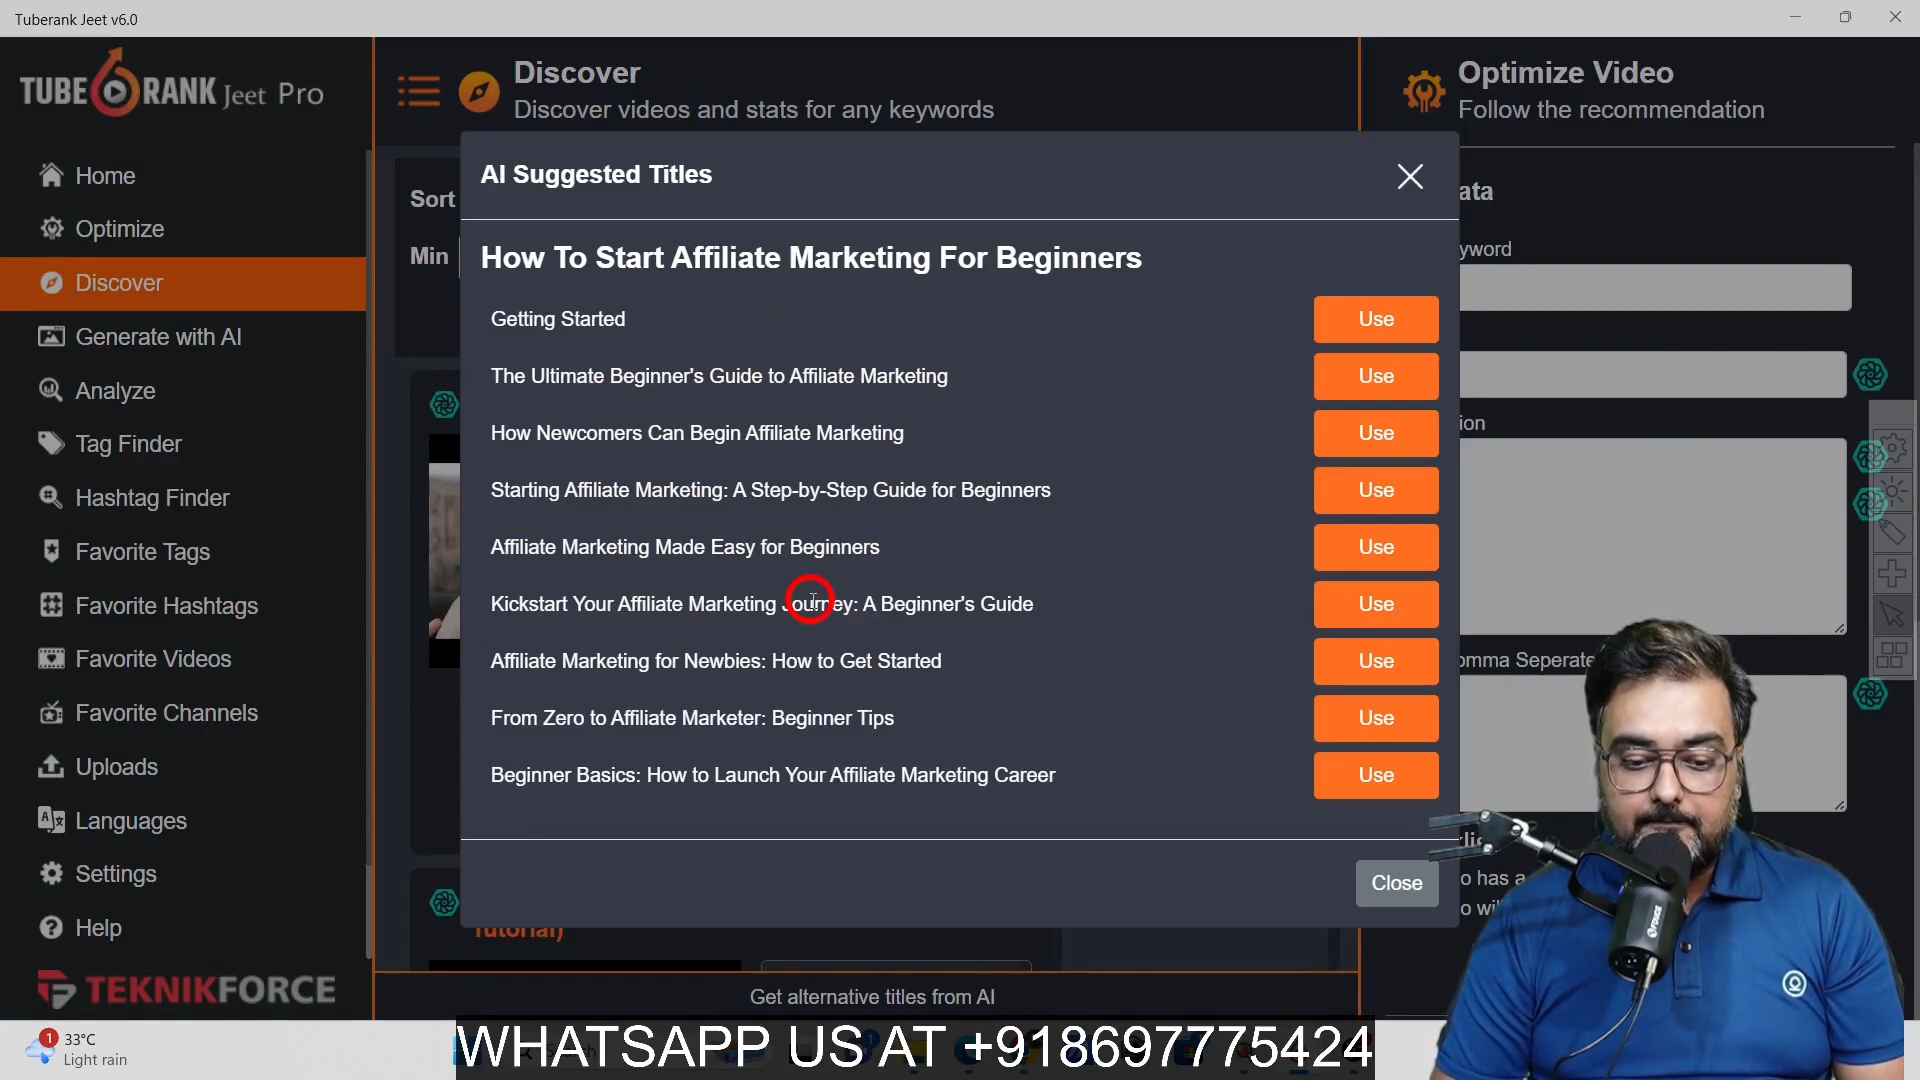 Tuberank Jeet v6.0
TUBE RANK Jeet Pro
Home
Optimize
Discover
Generate with AI
Analyze
Tag Finder
Hashtag Finder
Favorite Tags
Favorite Hashtags
Favorite Videos
Favorite Channels
Uploads
Languages
Settings
Help
TEKNIKFORCE
Discover
Discover videos and stats for any keywords
Sort
Min
AI Suggested Titles
How To Start Affiliate Marketing For Beginners
Getting Started Use
The Ultimate Beginner's Guide to Affiliate Marketing Use
How Newcomers Can Begin Affiliate Marketing Use
Starting Affiliate Marketing: A Step-by-Step Guide for Beginners Use
Affiliate Marketing Made Easy for Beginners Use
Kickstart Your Affiliate Marketing Journey: A Beginner's Guide Use
Affiliate Marketing for Newbies: How to Get Started Use
From Zero to Affiliate Marketer: Beginner Tips Use
Beginner Basics: How to Launch Your Affiliate Marketing Career Use
Close
Tutorial)
Get alternative titles from AI
Optimize Video
Follow the recommendation
ata
yword
ion
omma Seperate
o has a
o wi
1
33°C
Light rain
WHATSAPP US AT +918697775424